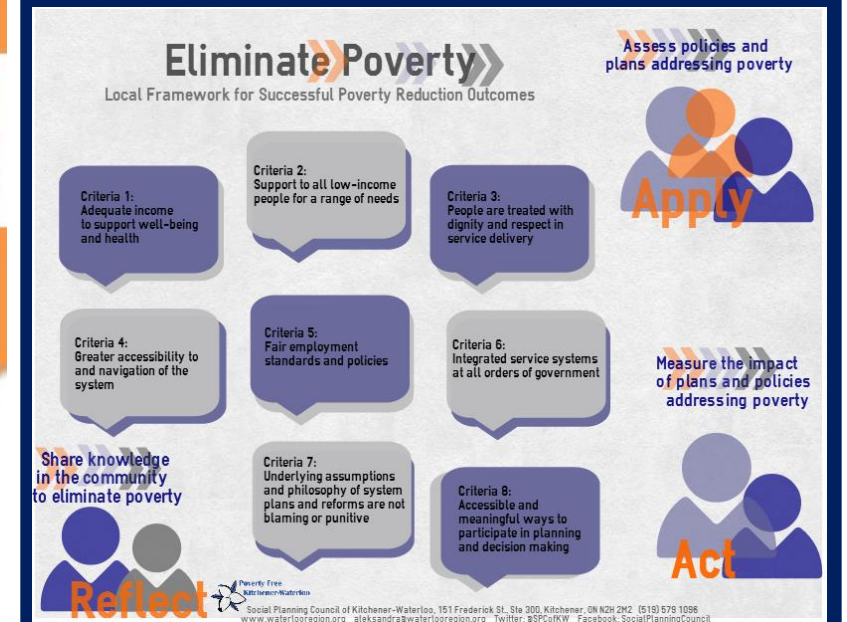 Eliminate Poverty
Local Framework for Successful Poverty Reduction Outcomes
Assess policies and
plans addressing poverty
Apply
Criteria 1:
Adequate income
to support well-being
and health
Criteria 2:
Support to all low-income
people for a range of needs
Criteria 3:
People are treated with
dignity and respect in
service delivery
Criteria 4:
Greater accessibility to
and navigation of the
system
Criteria 5:
Fair employment
standards and policies
Criteria 6:
Integrated service systems
at all orders of government
Measure the impact
of plans and policies
addressing poverty
Act
Share knowledge
in the community
to eliminate poverty
Reflect
Criteria 7:
Underlying assumptions
and philosophy of system
plans and reforms are not
blaming or punitive
Criteria 8:
Accessible and
meaningful ways to
participate in planning
and decision making
Poverty Free
Kitchener-Waterloo
Social Planning Council of Kitchener-Waterloo, 151 Frederick St., Ste 300, Kitchener, ON N2H 2M2 (519) 579 1096
www.waterlooregion.org aleksandra@waterlooregion.org Twitter: @SPCofKW Facebook: SocialPlanningCouncil